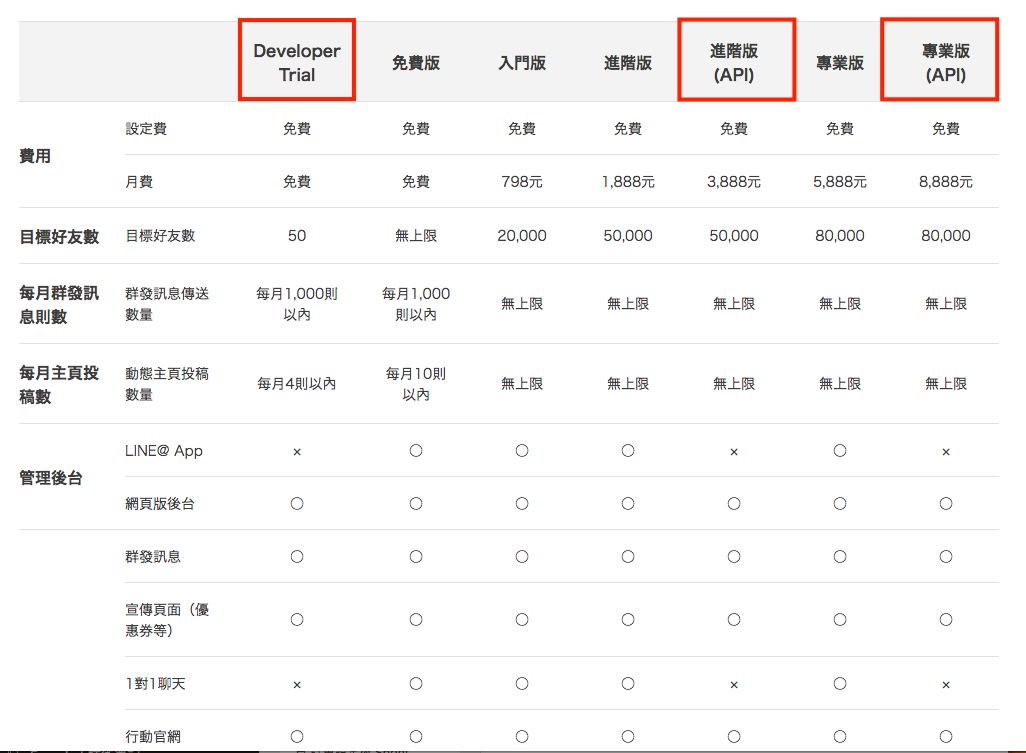 Developer Trial 免費版 入門版 進階版 進階版 (API) 專業版 專業版 (API)
費用
設定費 免費 免費 免費 免費 免費 免費 免費
月費 免費 免費 798元 1,888元 3,888元 5,888元 8,888元
目標好友數 目標好友數 50 無上限 20,000 50,000 50,000 80,000 80,000
每月群發訊息則數 群發訊息傳送數量 每月1,000則以內 每月1,000則以內 無上限 無上限 無上限 無上限 無上限
每月主頁投稿數 動態主頁投稿數量 每月4則以內 每月10則以內 無上限 無上限 無上限 無上限 無上限
管理後台
LINE@ App × ○ ○ ○ × ○ ×
網頁版後台 ○ ○ ○ ○ ○ ○ ○
群發訊息 ○ ○ ○ ○ ○ ○ ○
宣傳頁面（優惠券等） ○ ○ ○ ○ ○ ○ ○
1對1聊天 × ○ ○ ○ × ○ ×
行動官網 ○ ○ ○ ○ ○ ○ ○